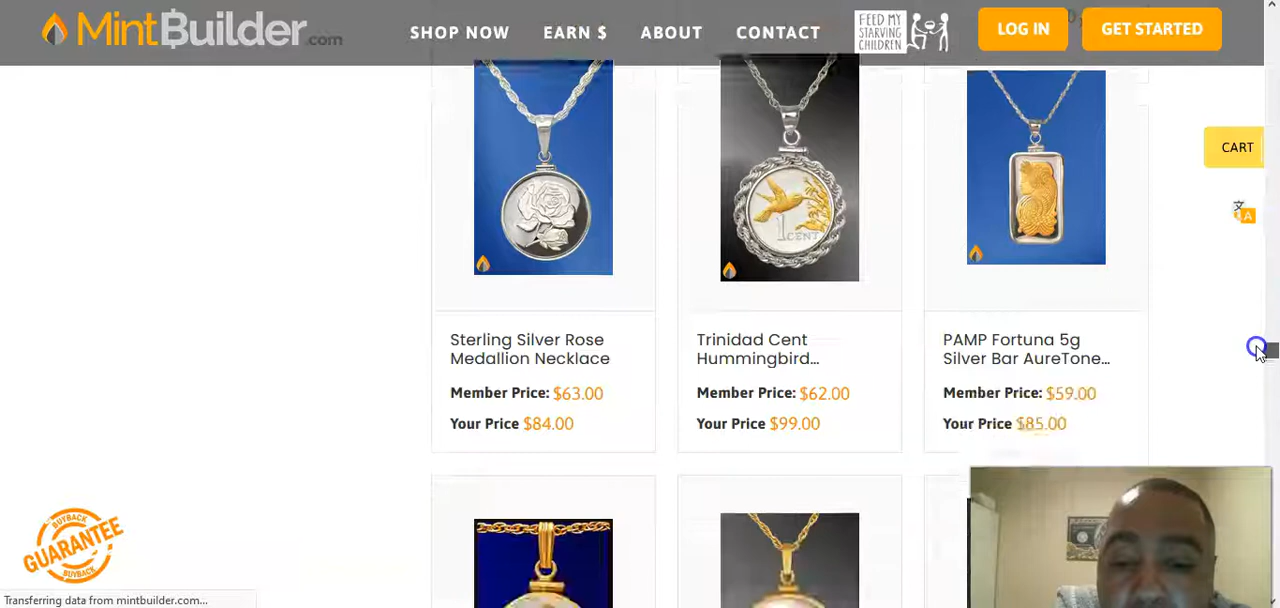 MintBuilder.com
SHOP NOW
EARN $
ABOUT
CONTACT
FEED MY
STARVING
CHILDREN
LOG IN
GET STARTED
CART
A
1CENT
Sterling Silver Rose
Medallion Necklace
Member Price: $63.00
Your Price $84.00
Trinidad Cent
Hummingbird...
Member Price: $62.00
Your Price $99.00
PAMP Fortuna 5g
Silver Bar AureTone...
Member Price: $59.00
Your Price $85.00
BUYBACK
GUARANTEE
BUYBACK
Transferring data from mintbuilder.com...